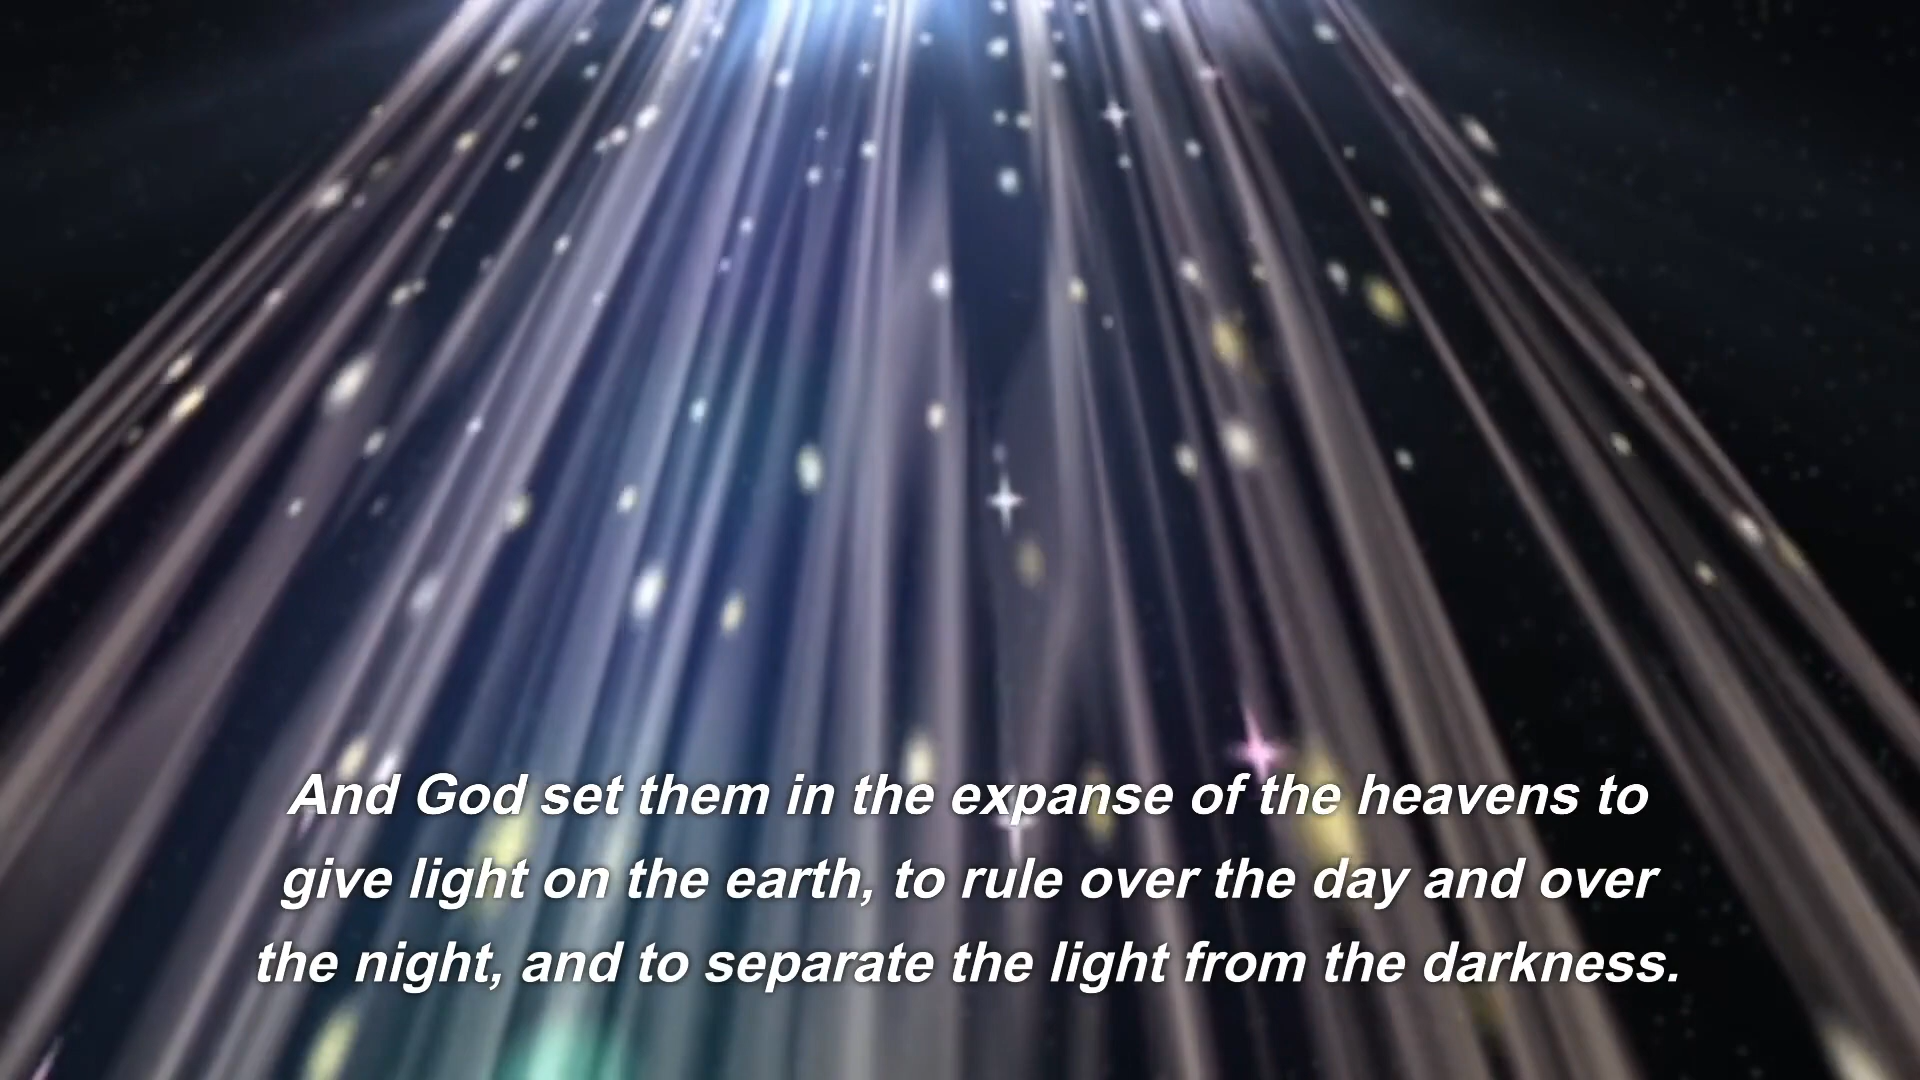 And God set them in the expanse of the heavens to
give light on the earth, to rule over the day and over
the night, and to separate the light from the darkness.